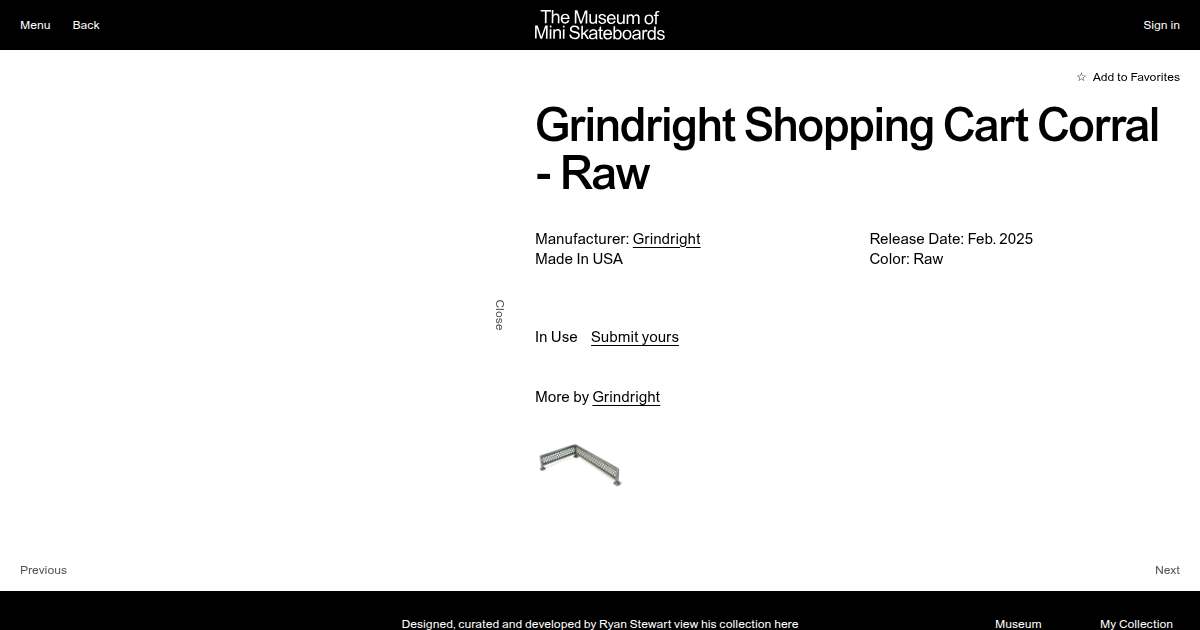 Menu
Back
The Museum of
Mini Skateboards
Sign in
☆ Add to Favorites
Grindright Shopping Cart Corral
- Raw
Manufacturer: Grindright
Made In USA
Release Date: Feb. 2025
Color: Raw
Close
In Use Submit yours
More by Grindright
Previous
Next
Designed, curated and developed by Ryan Stewart view his collection here
Museum
My Collection